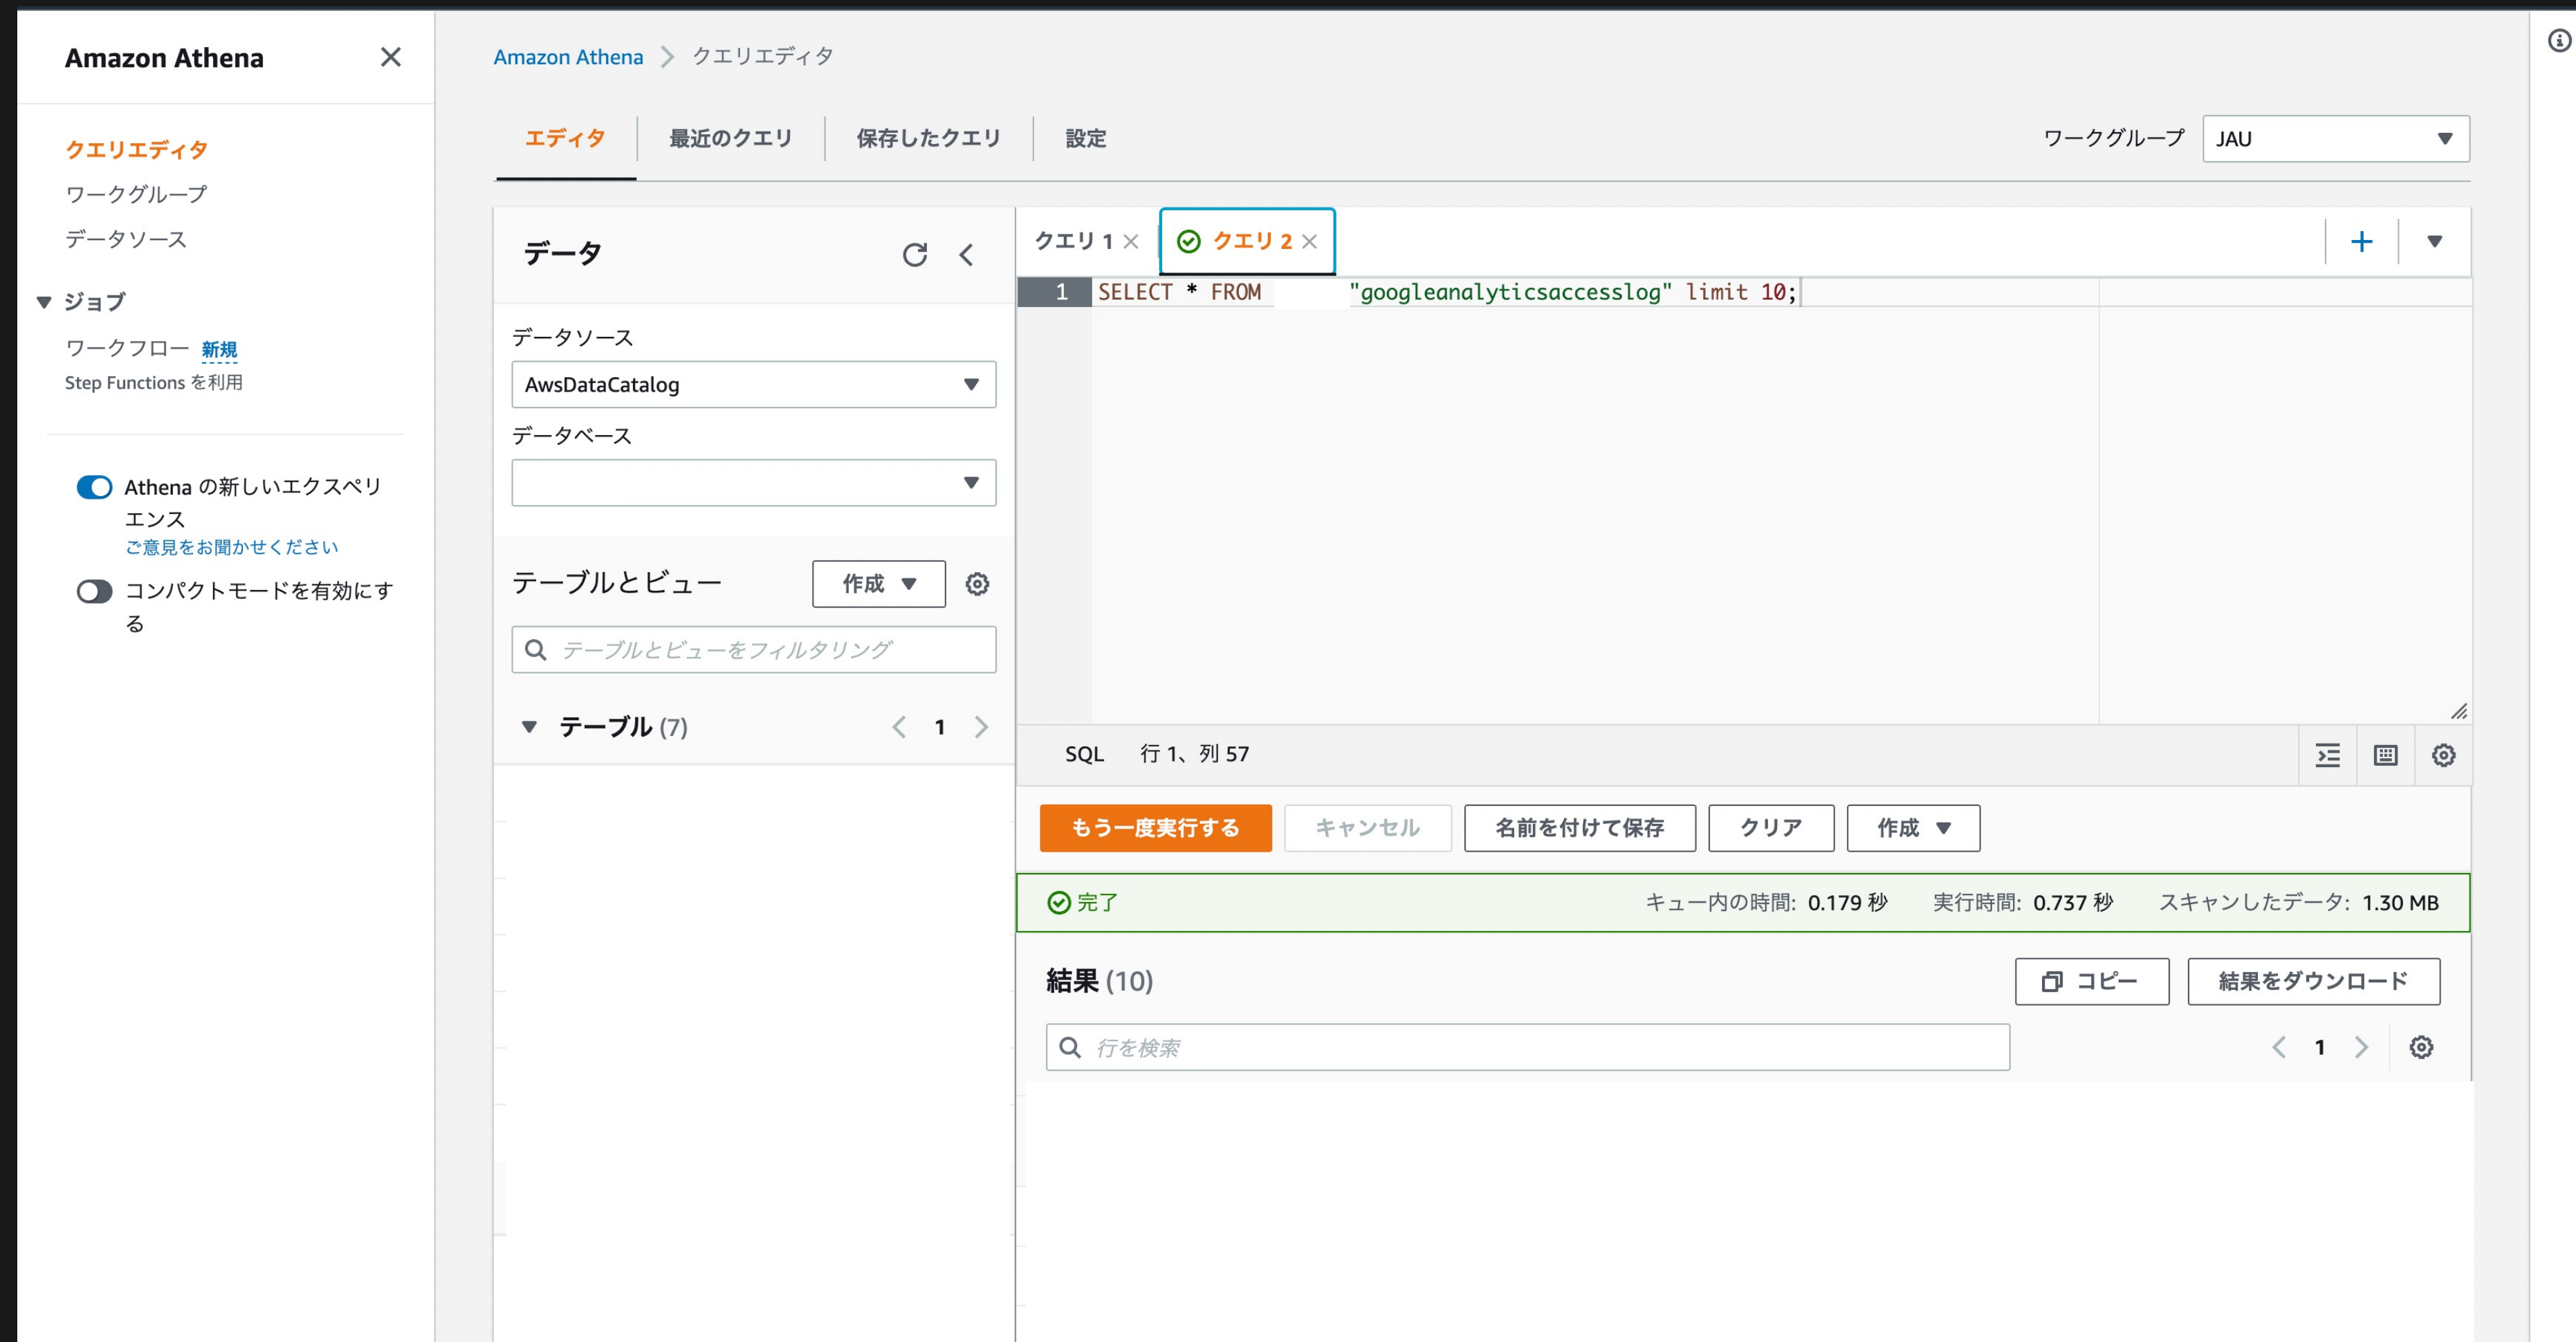 Amazon Athena
クエリエディタ
ワークグループ
データソース
ジョブ
ワークフロー 新規
Step Functions を利用
Athena の新しいエクスペリ
エンス
ご意見をお聞かせください
コンパクトモードを有効にす
る
Amazon Athena クエリエディタ
エディタ 最近のクエリ 保存したクエリ 設定
ワークグループ JAU
データ
データソース
AwsDataCatalog
データベース
テーブルとビュー 作成
テーブルとビューをフィルタリング
テーブル (7) 1
クエリ 1 クエリ 2
1 SELECT * FROM "googleanalyticsaccesslog" limit 10;
SQL 行 1、列 57
もう一度実行する キャンセル 名前を付けて保存 クリア 作成
完了 キュー内の時間: 0.179 秒 実行時間: 0.737 秒 スキャンしたデータ: 1.30 MB
結果 (10) コピー 結果をダウンロード
行を検索 1